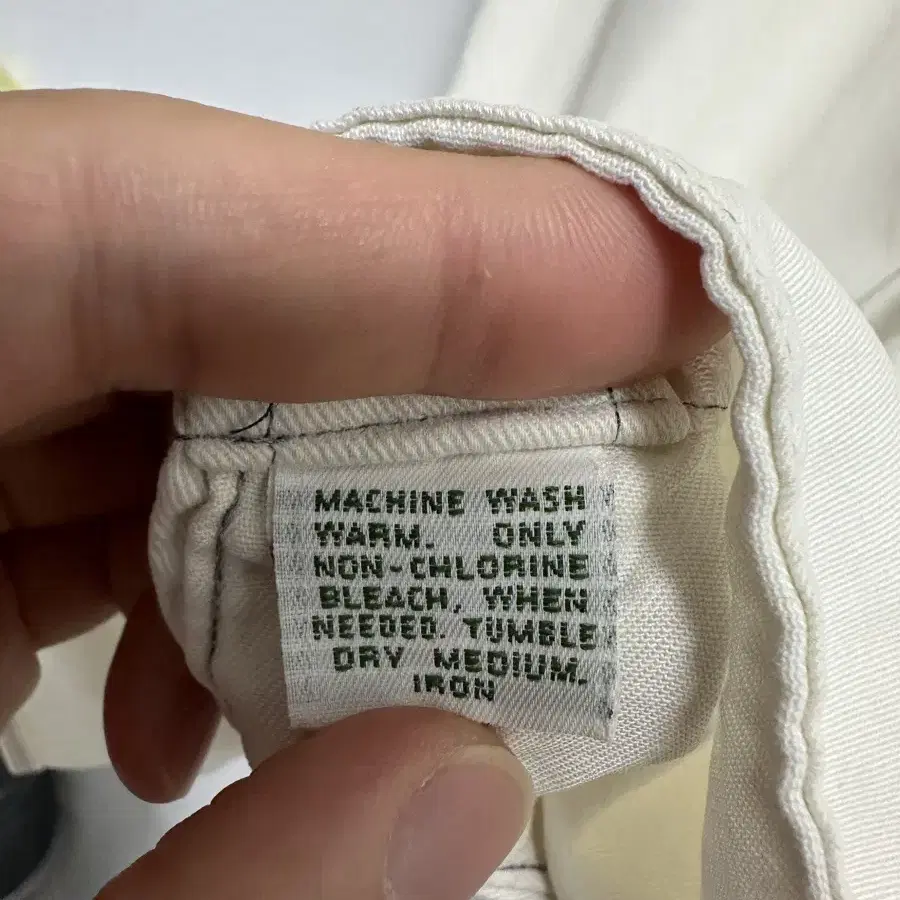 MACHINE WASH
WARM. ONLY
NON-CHLORINE
BLEACH, WHEN
NEEDED. TUMBLE
DRY MEDIUM.
IRON